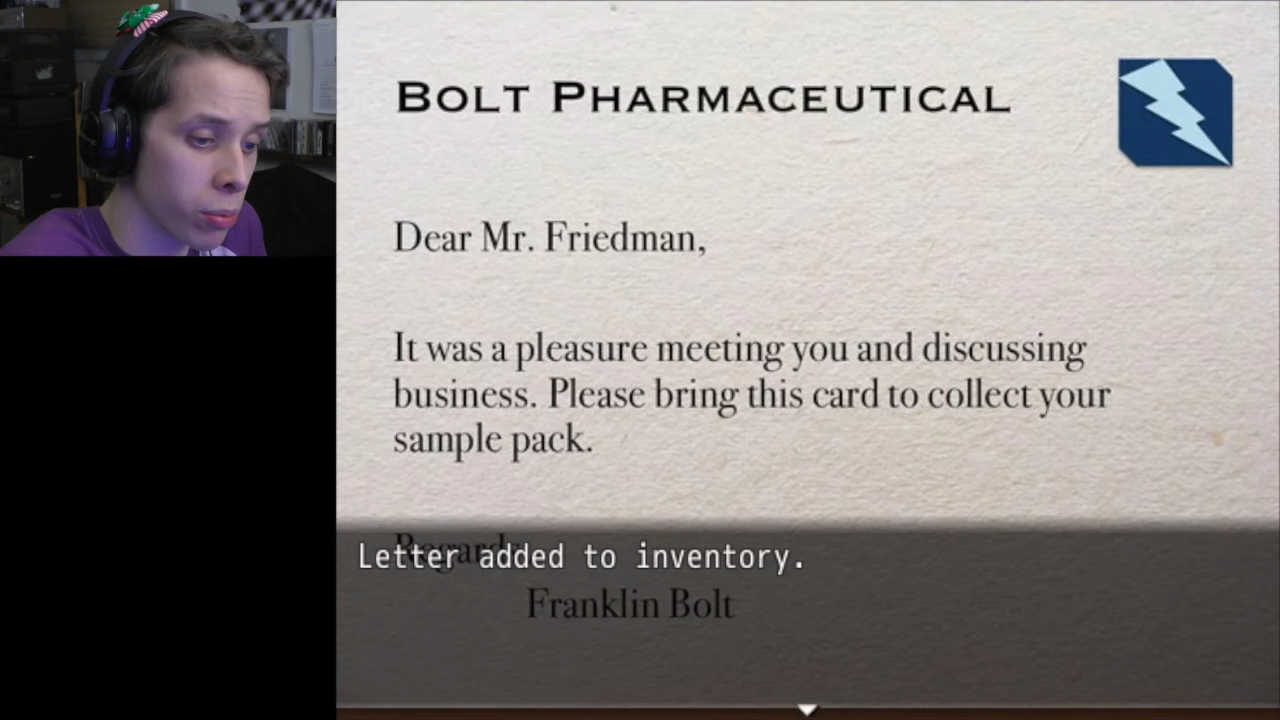 BOLT PHARMACEUTICAL
Dear Mr. Friedman,
It was a pleasure meeting you and discussing
business. Please bring this card to collect your
sample pack.
Letter added to inventory.
Franklin Bolt